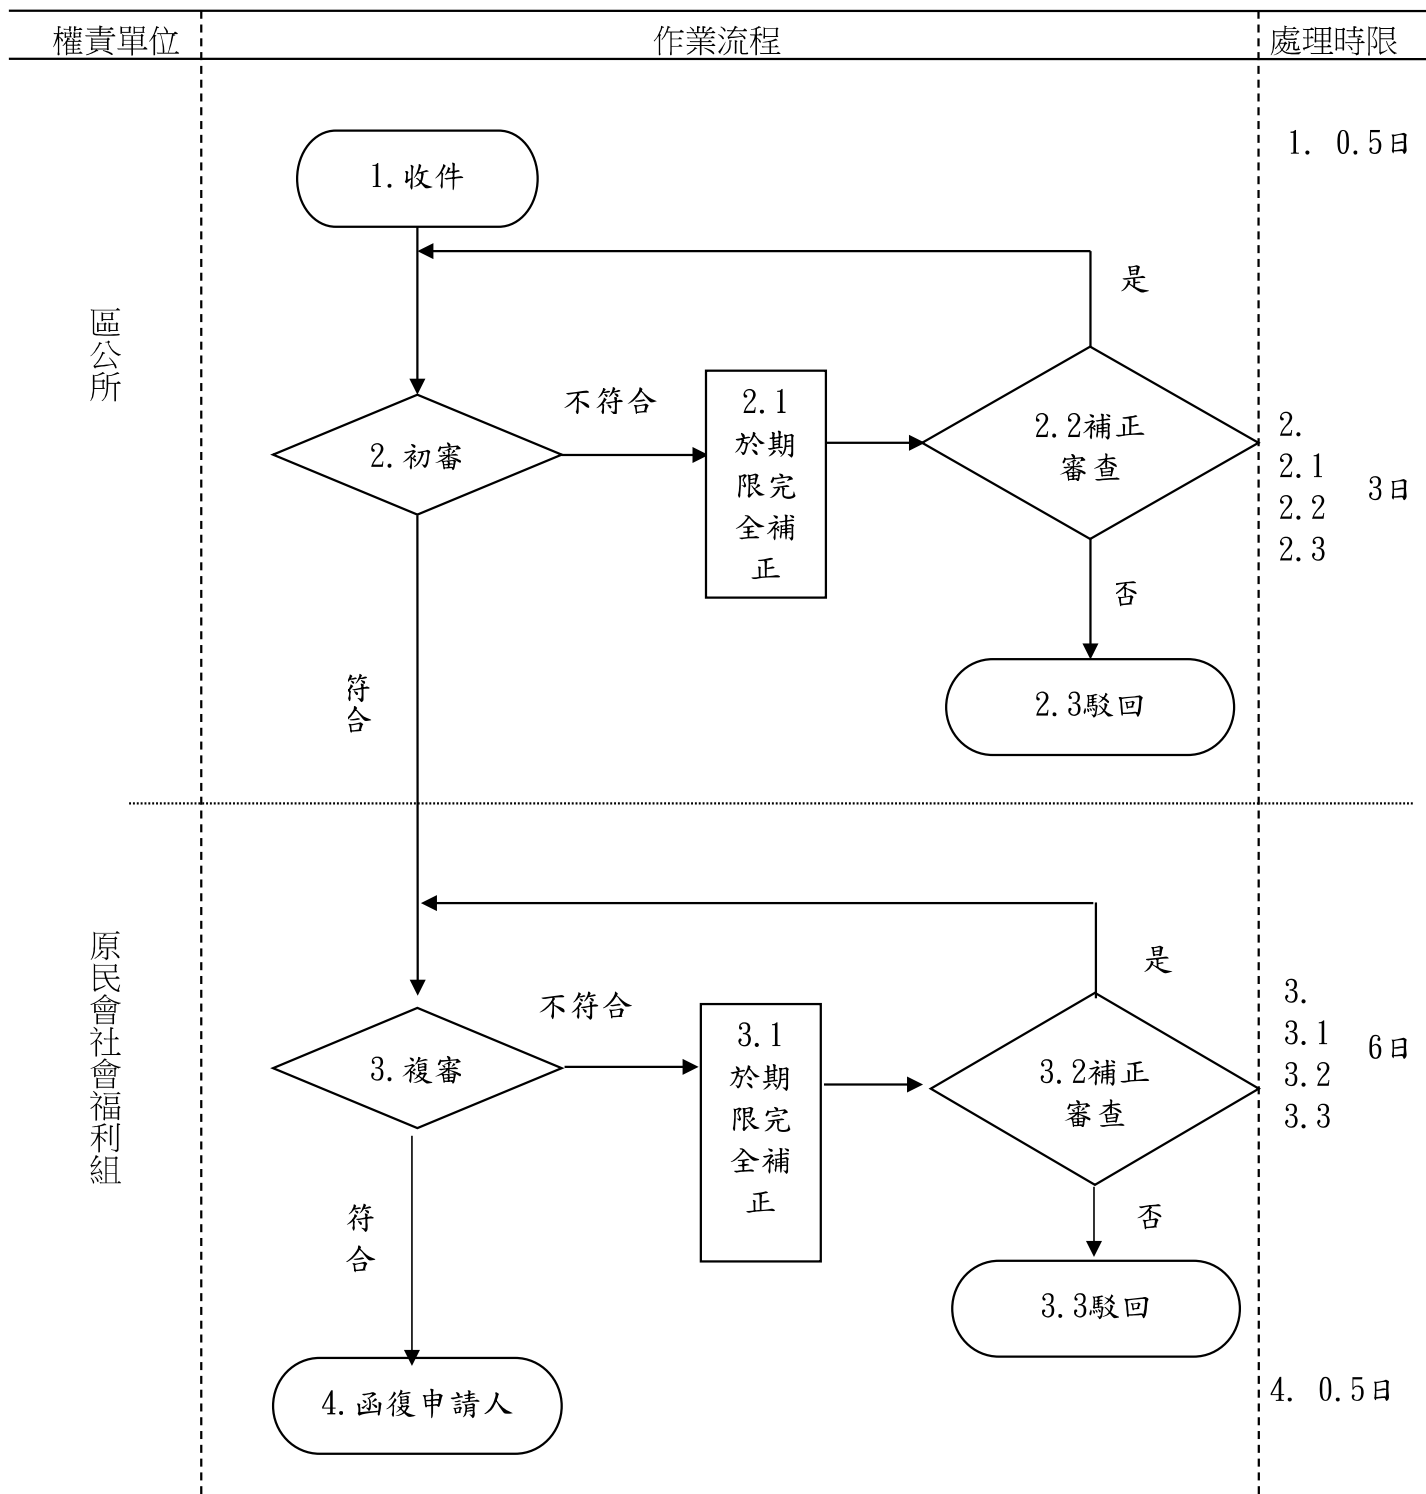 權責單位
作業流程
處理時限
1.收件
1. 0.5日
是
區公所
不符合
2.初審
2.1
於期
限完
全補
正
2.2補正
審查
2.
2.1
2.2
2.3
3日
否
符
合
2.3駁回
原民會社會福利組
是
不符合
3.複審
3.1
於期
限完
全補
正
3.2補正
審查
3.
3.1
3.2
3.3
6日
符
合
否
3.3駁回
4.函復申請人
4. 0.5日